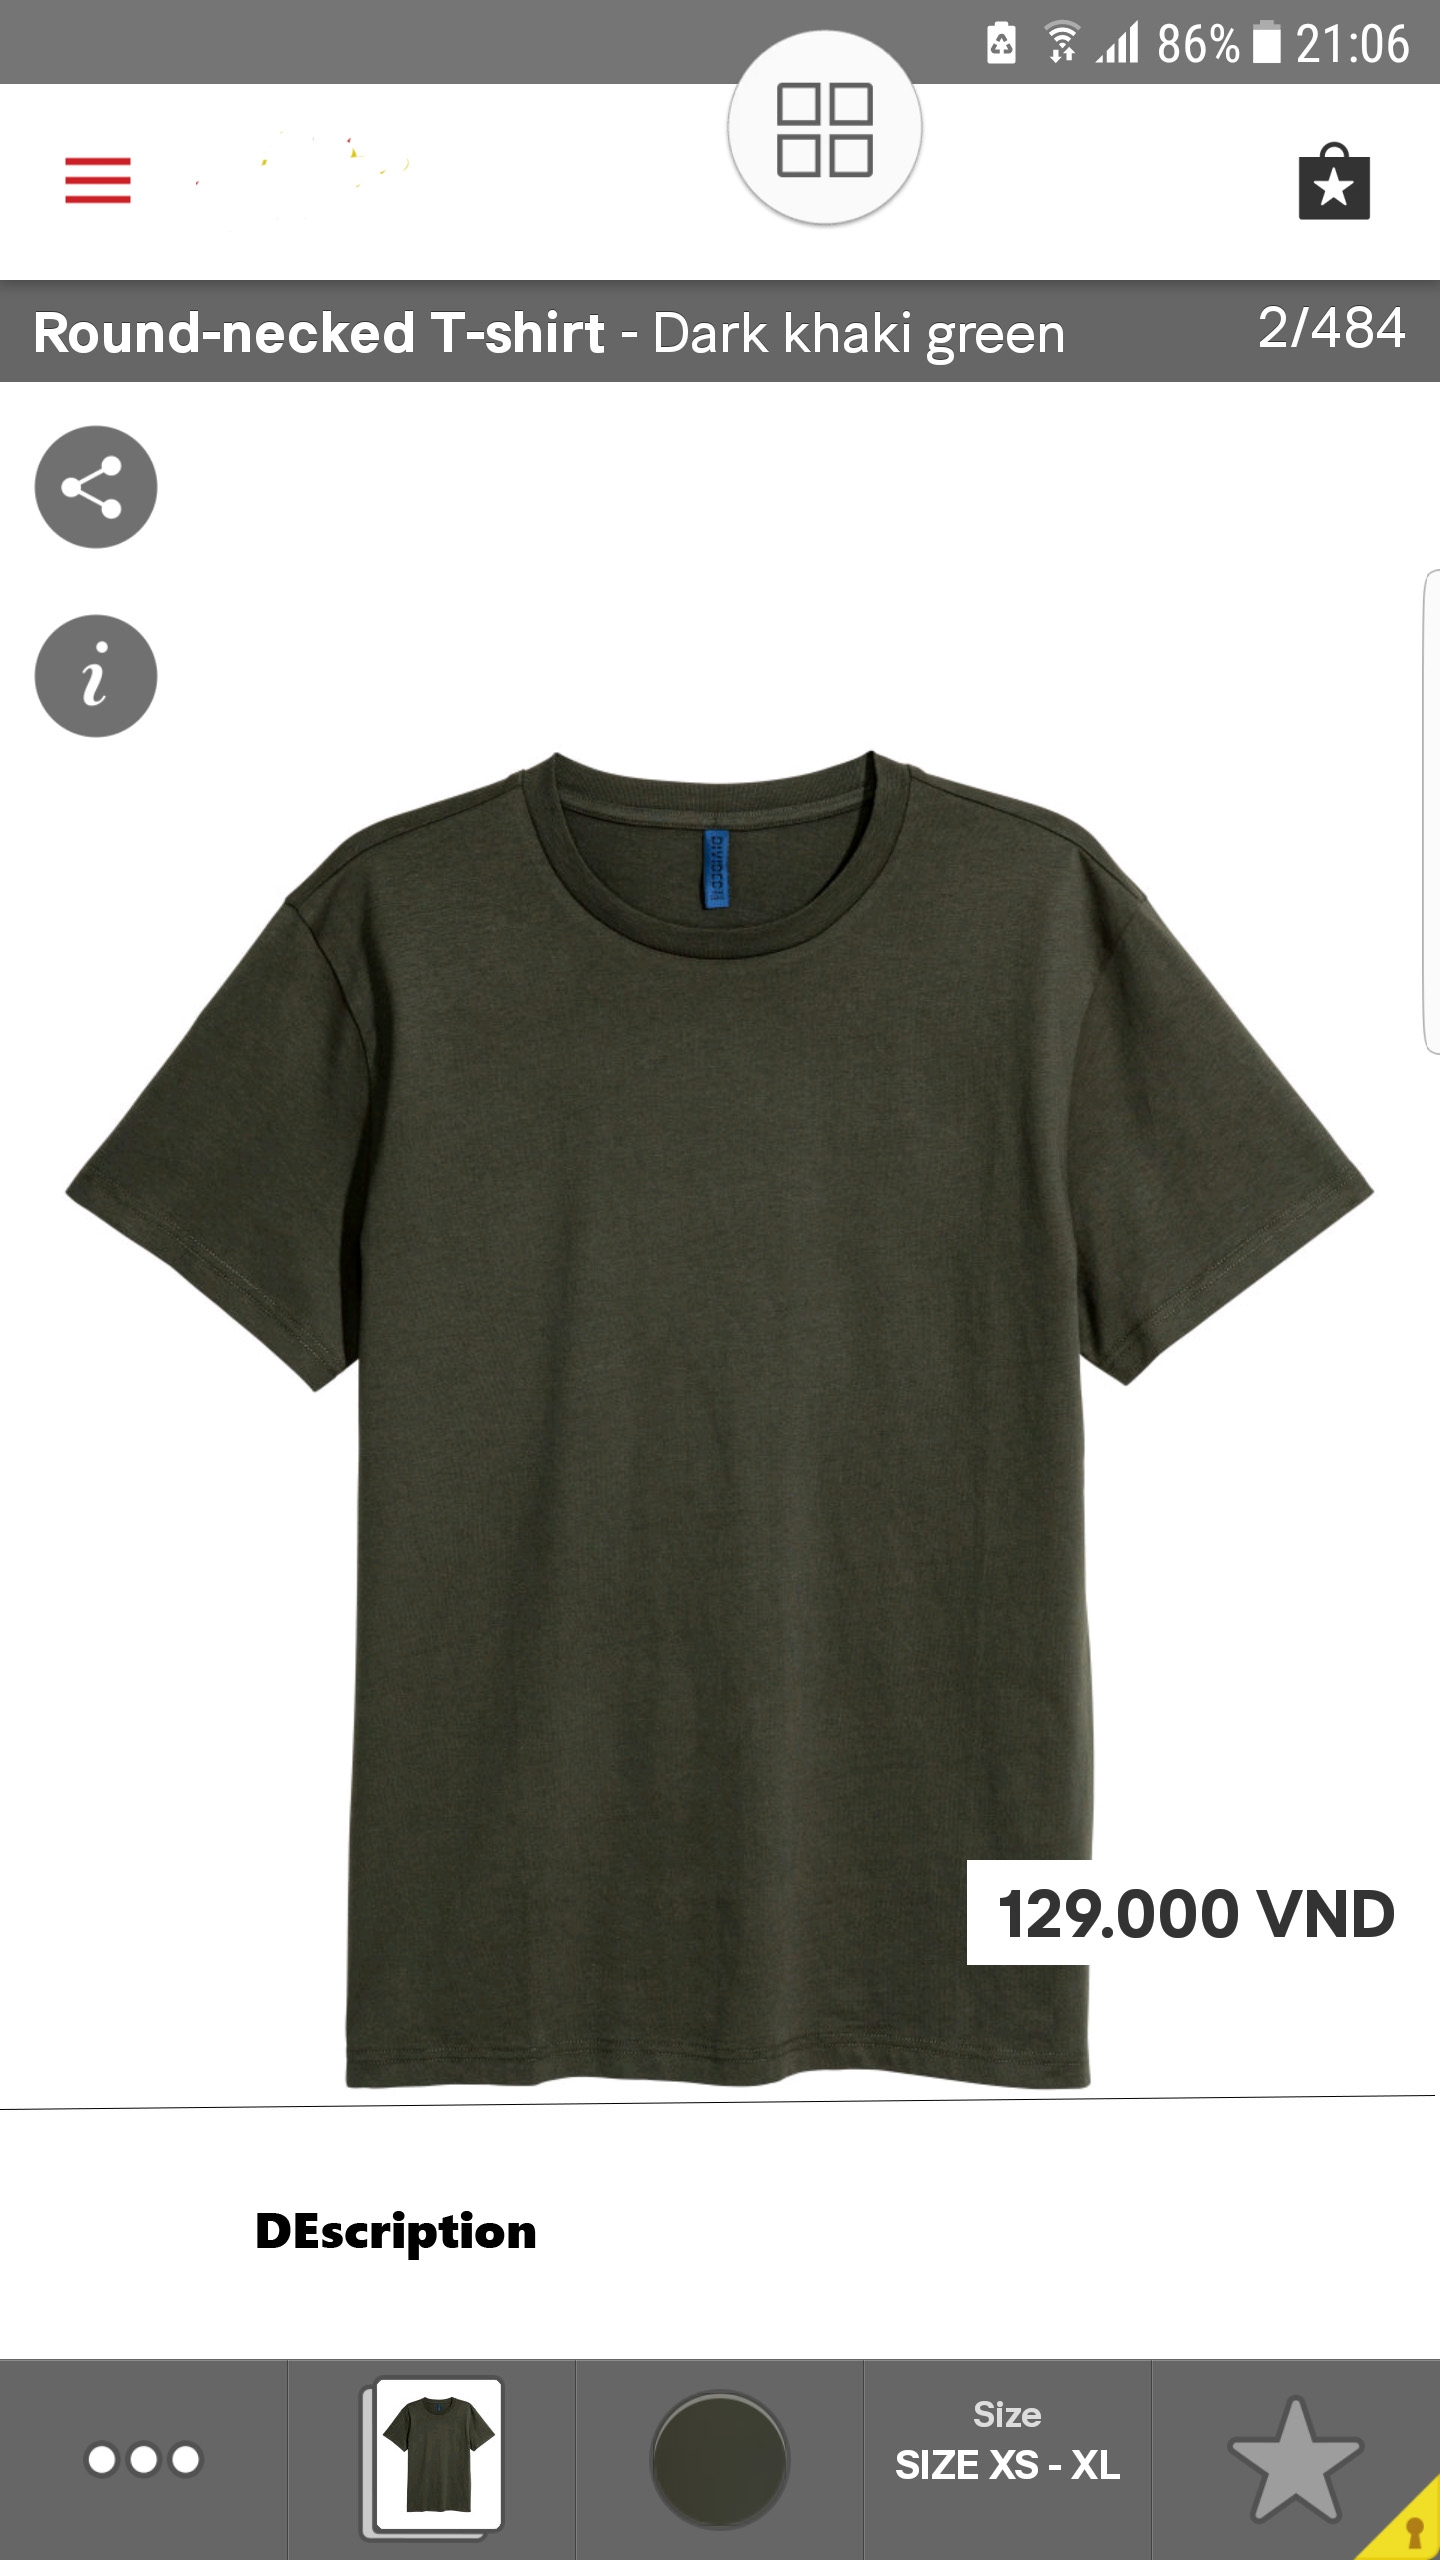 86% 21:06
Round-necked T-shirt - Dark khaki green 2/484
DIVIDED
129.000 VND
DEscription
Size
SIZE XS - XL